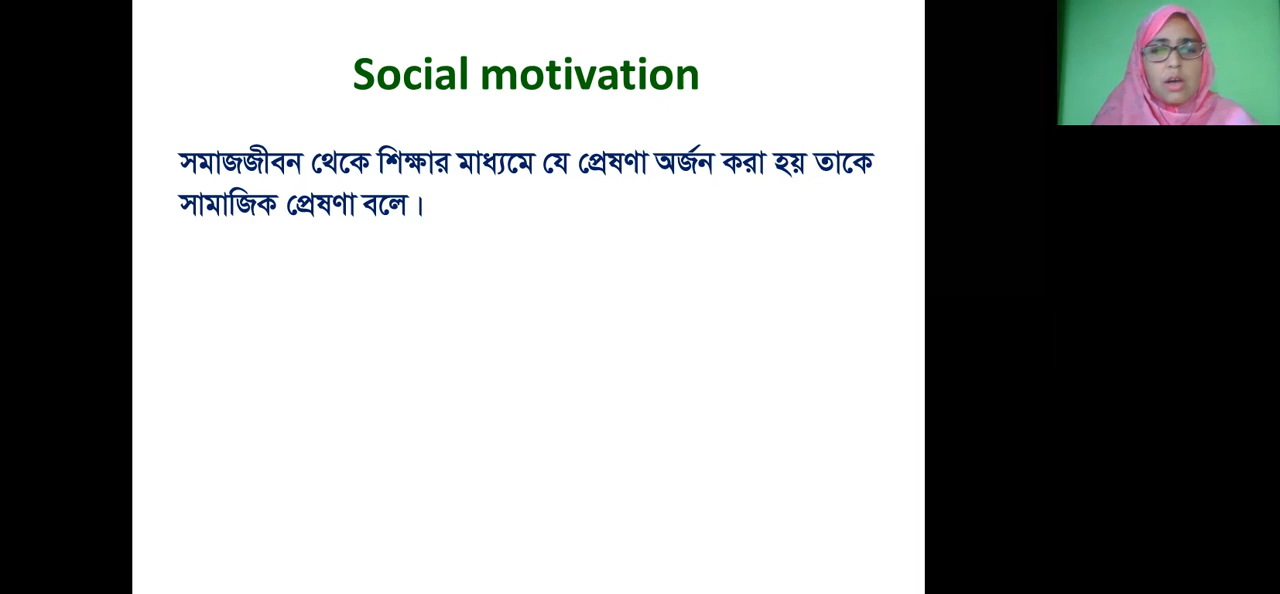 Social motivation
সমাজজীবন থেকে শিক্ষার মাধ্যমে যে প্রেষণা অর্জন করা হয় তাকে
সামাজিক প্রেষণা বলে।